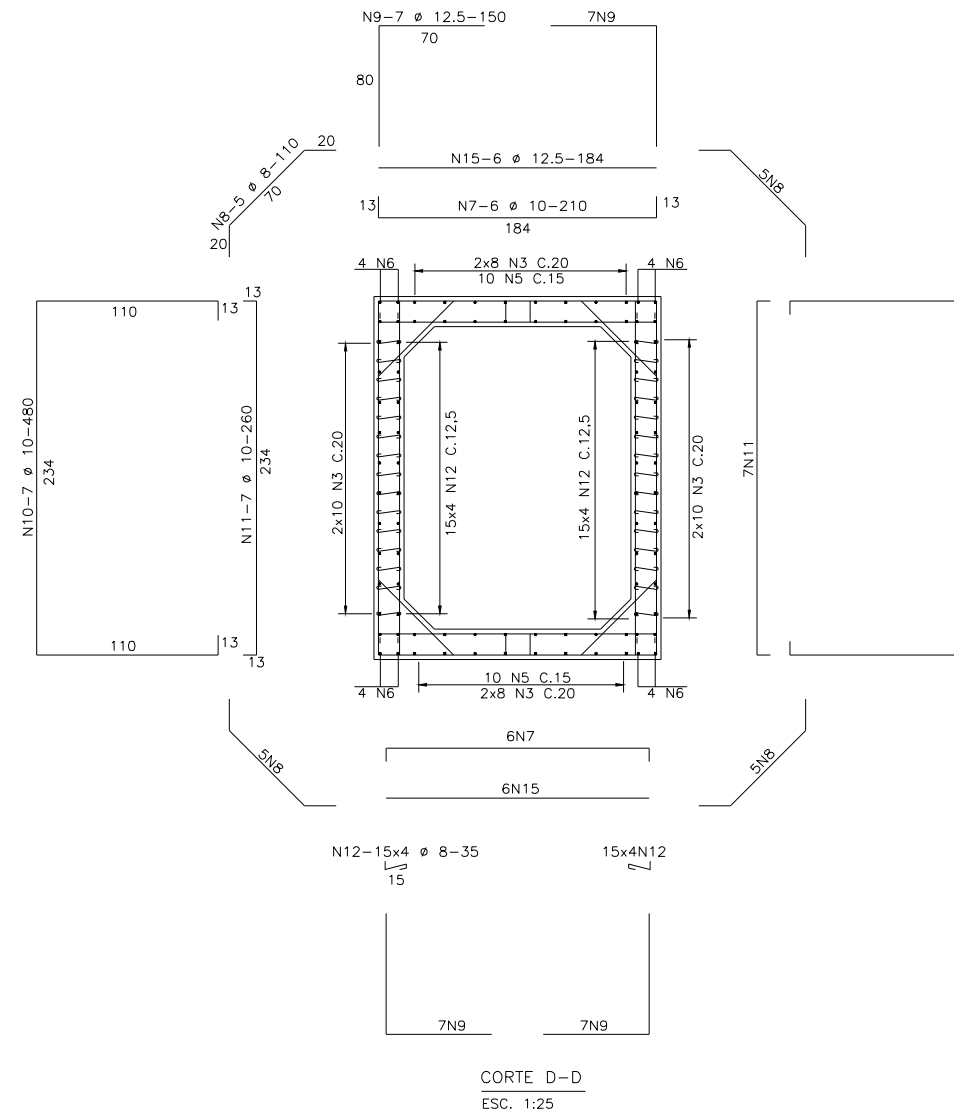 N9-7 ø 12.5-150
7N9
70
80
20
N15-6 ø 12.5-184
N8-5 ø 8-110
70
5N8
13
N7-6 ø 10-210
13
184
20
4 N6
2x8 N3 C.20
10 N5 C.15
4 N6
13
110
13
N10-7 ø 10-480
234
N11-7 ø 10-260
234
2x10 N3 C.20
15x4 N12 C.12,5
15x4 N12 C.12,5
2x10 N3 C.20
7N11
110
13
13
4 N6
10 N5 C.15
2x8 N3 C.20
4 N6
6N7
5N8
5N8
6N15
N12-15x4 ø 8-35
15x4N12
15
7N9
7N9
CORTE D-D
ESC. 1:25